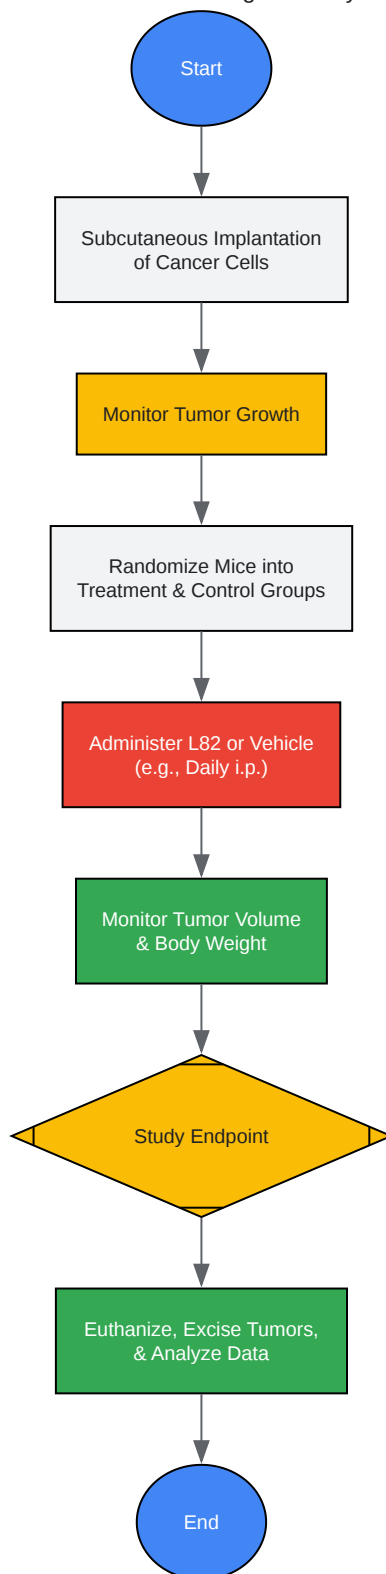 Start
Subcutaneous Implantation
of Cancer Cells
Monitor Tumor Growth
Randomize Mice into
Treatment & Control Groups
Administer L82 or Vehicle
(e.g., Daily i.p.)
Monitor Tumor Volume
& Body Weight
Study Endpoint
Euthanize, Excise Tumors,
& Analyze Data
End